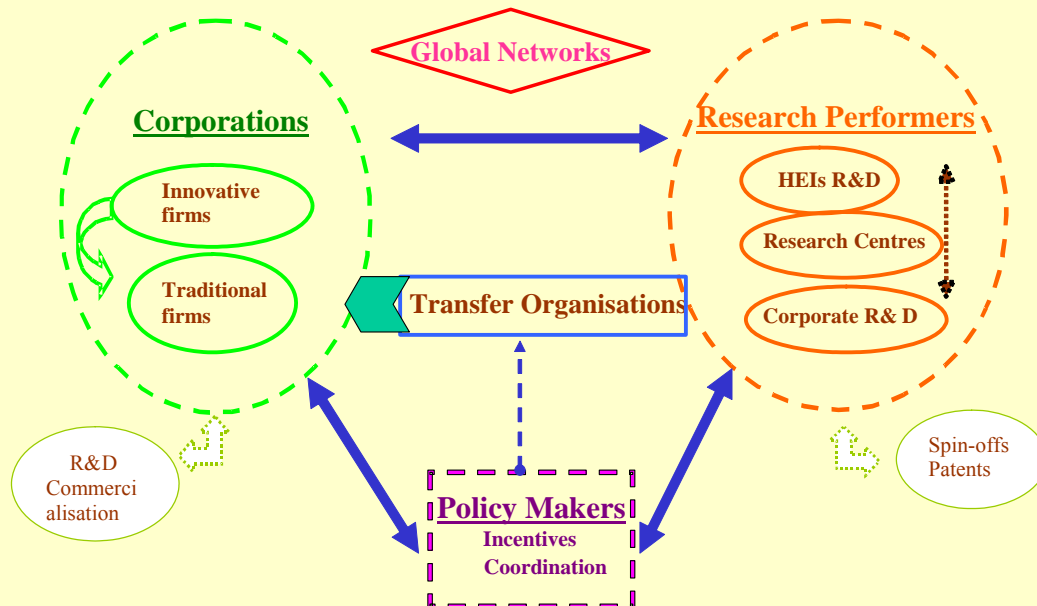 Global Networks
Corporations
Innovative
firms
Traditional
firms
Research Performers
HEIs R&D
Research Centres
Corporate R& D
Transfer Organisations
R&D
Commerci
alisation
Spin-offs
Patents
Policy Makers
Incentives
Coordination